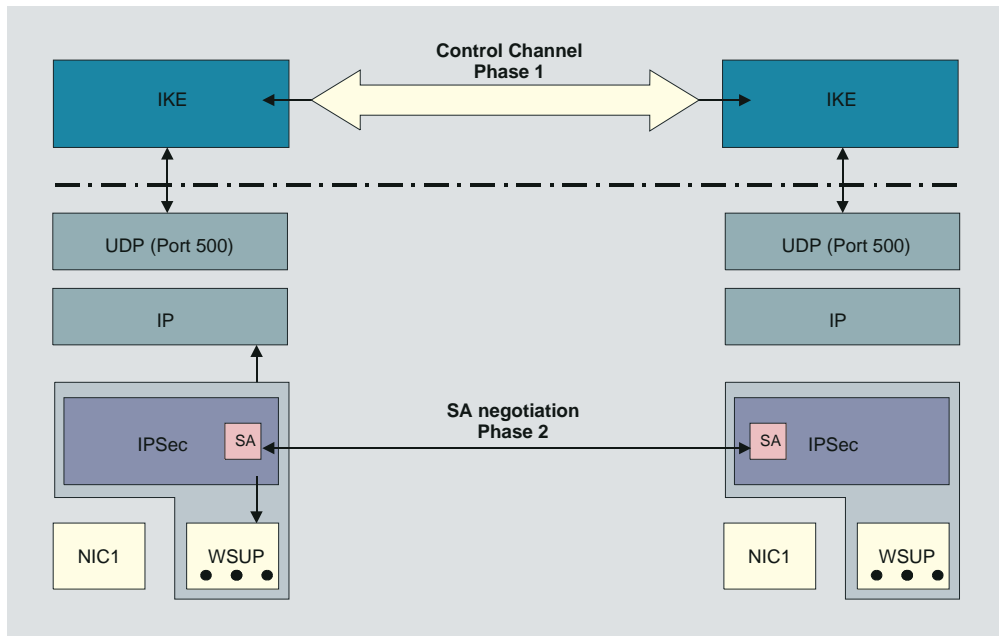 Control Channel
Phase 1
IKE
IKE
UDP (Port 500)
UDP (Port 500)
IP
IP
SA negotiation
Phase 2
IPSec
SA
SA
IPSec
NIC1
WSUP
NIC1
WSUP